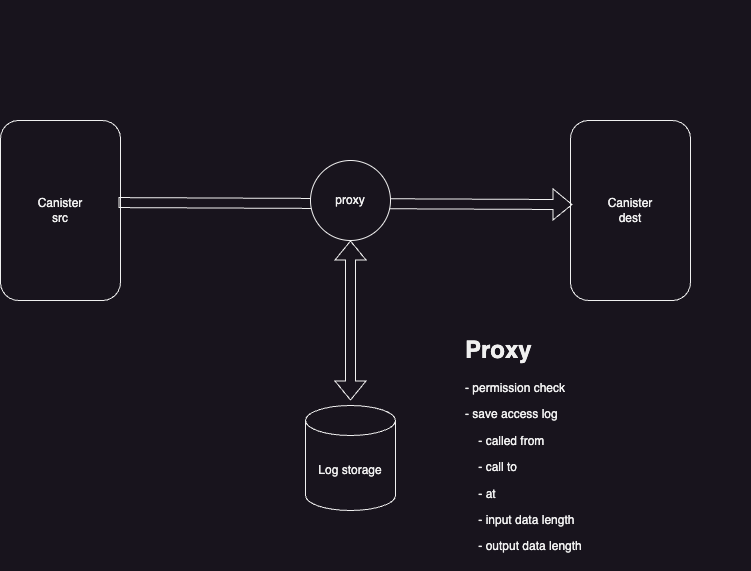 Canister
src
proxy
Canister
dest
Log storage
Proxy
- permission check
- save access log
- called from
- call to
- at
- input data length
- output data length